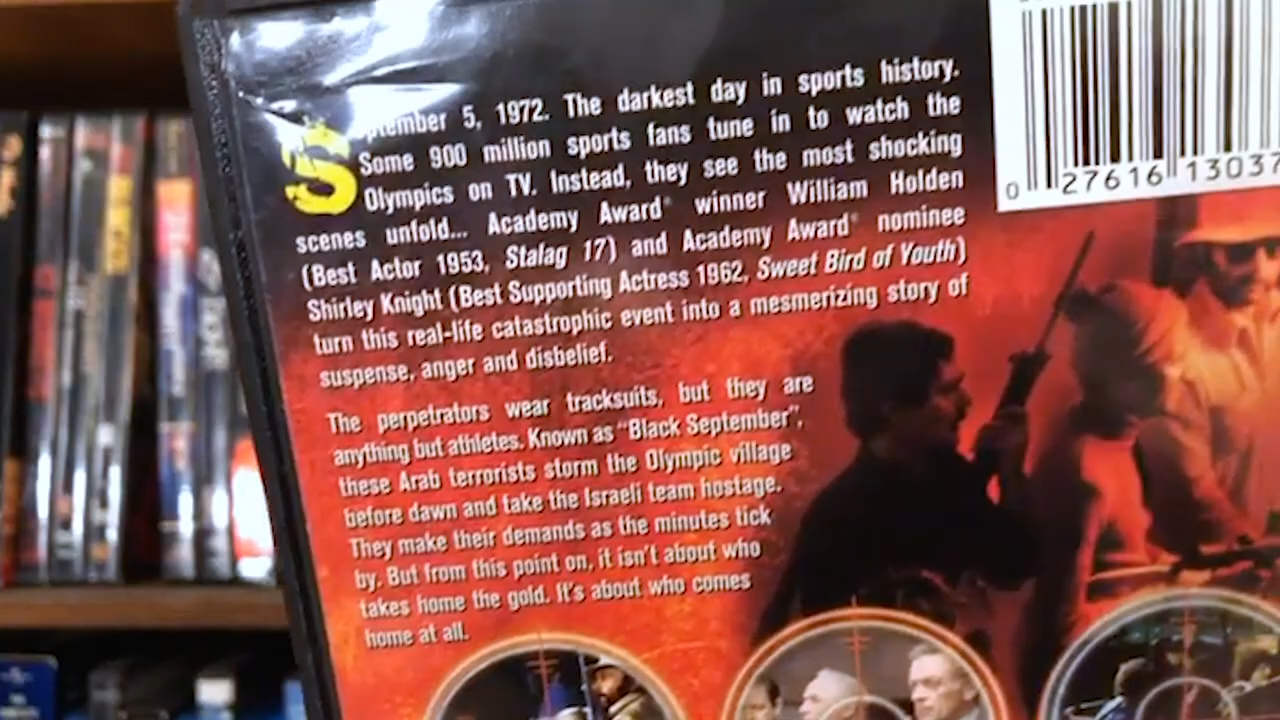 September 5, 1972. The darkest day in sports history.
Some 900 million sports fans tune in to watch the
Olympics on TV. Instead, they see the most shocking
scenes unfold... Academy Award® winner William Holden
(Best Actor 1953, Stalag 17) and Academy Award® nominee
Shirley Knight (Best Supporting Actress 1962, Sweet Bird of Youth)
turn this real-life catastrophic event into a mesmerizing story of
suspense, anger and disbelief.
The perpetrators wear tracksuits, but they are
anything but athletes. Known as "Black September",
these Arab terrorists storm the Olympic village
before dawn and take the Israeli team hostage.
They make their demands as the minutes tick
by. But from this point on, it isn't about who
takes home the gold. It's about who comes
home at all.
0 27616 13037